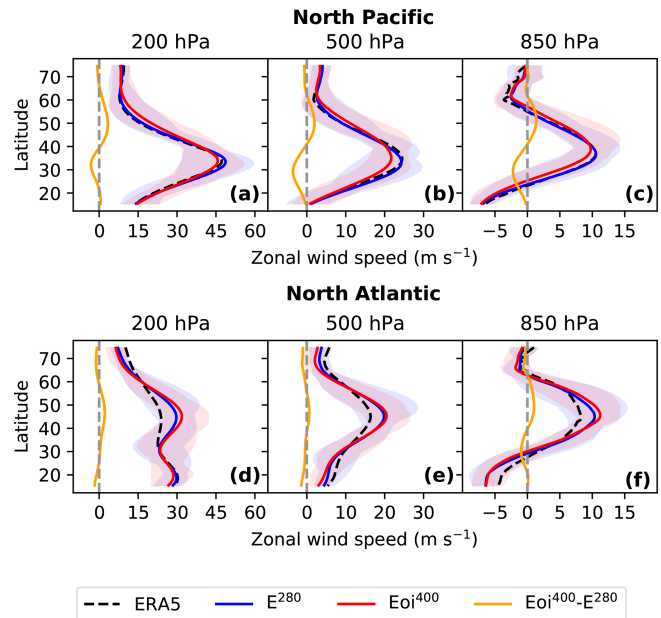 North Pacific
200 hPa 500 hPa 850 hPa
Latitude
70
60
50
40
30
20
(a) (b) (c)
0 15 30 45 60 0 10 20 30 −5 0 5 10 15
Zonal wind speed (m s⁻¹)
North Atlantic
200 hPa 500 hPa 850 hPa
Latitude
70
60
50
40
30
20
(d) (e) (f)
0 15 30 45 60 0 10 20 30 −5 0 5 10 15
Zonal wind speed (m s⁻¹)
ERA5 E²⁸⁰ Eoi⁴⁰⁰ Eoi⁴⁰⁰-E²⁸⁰